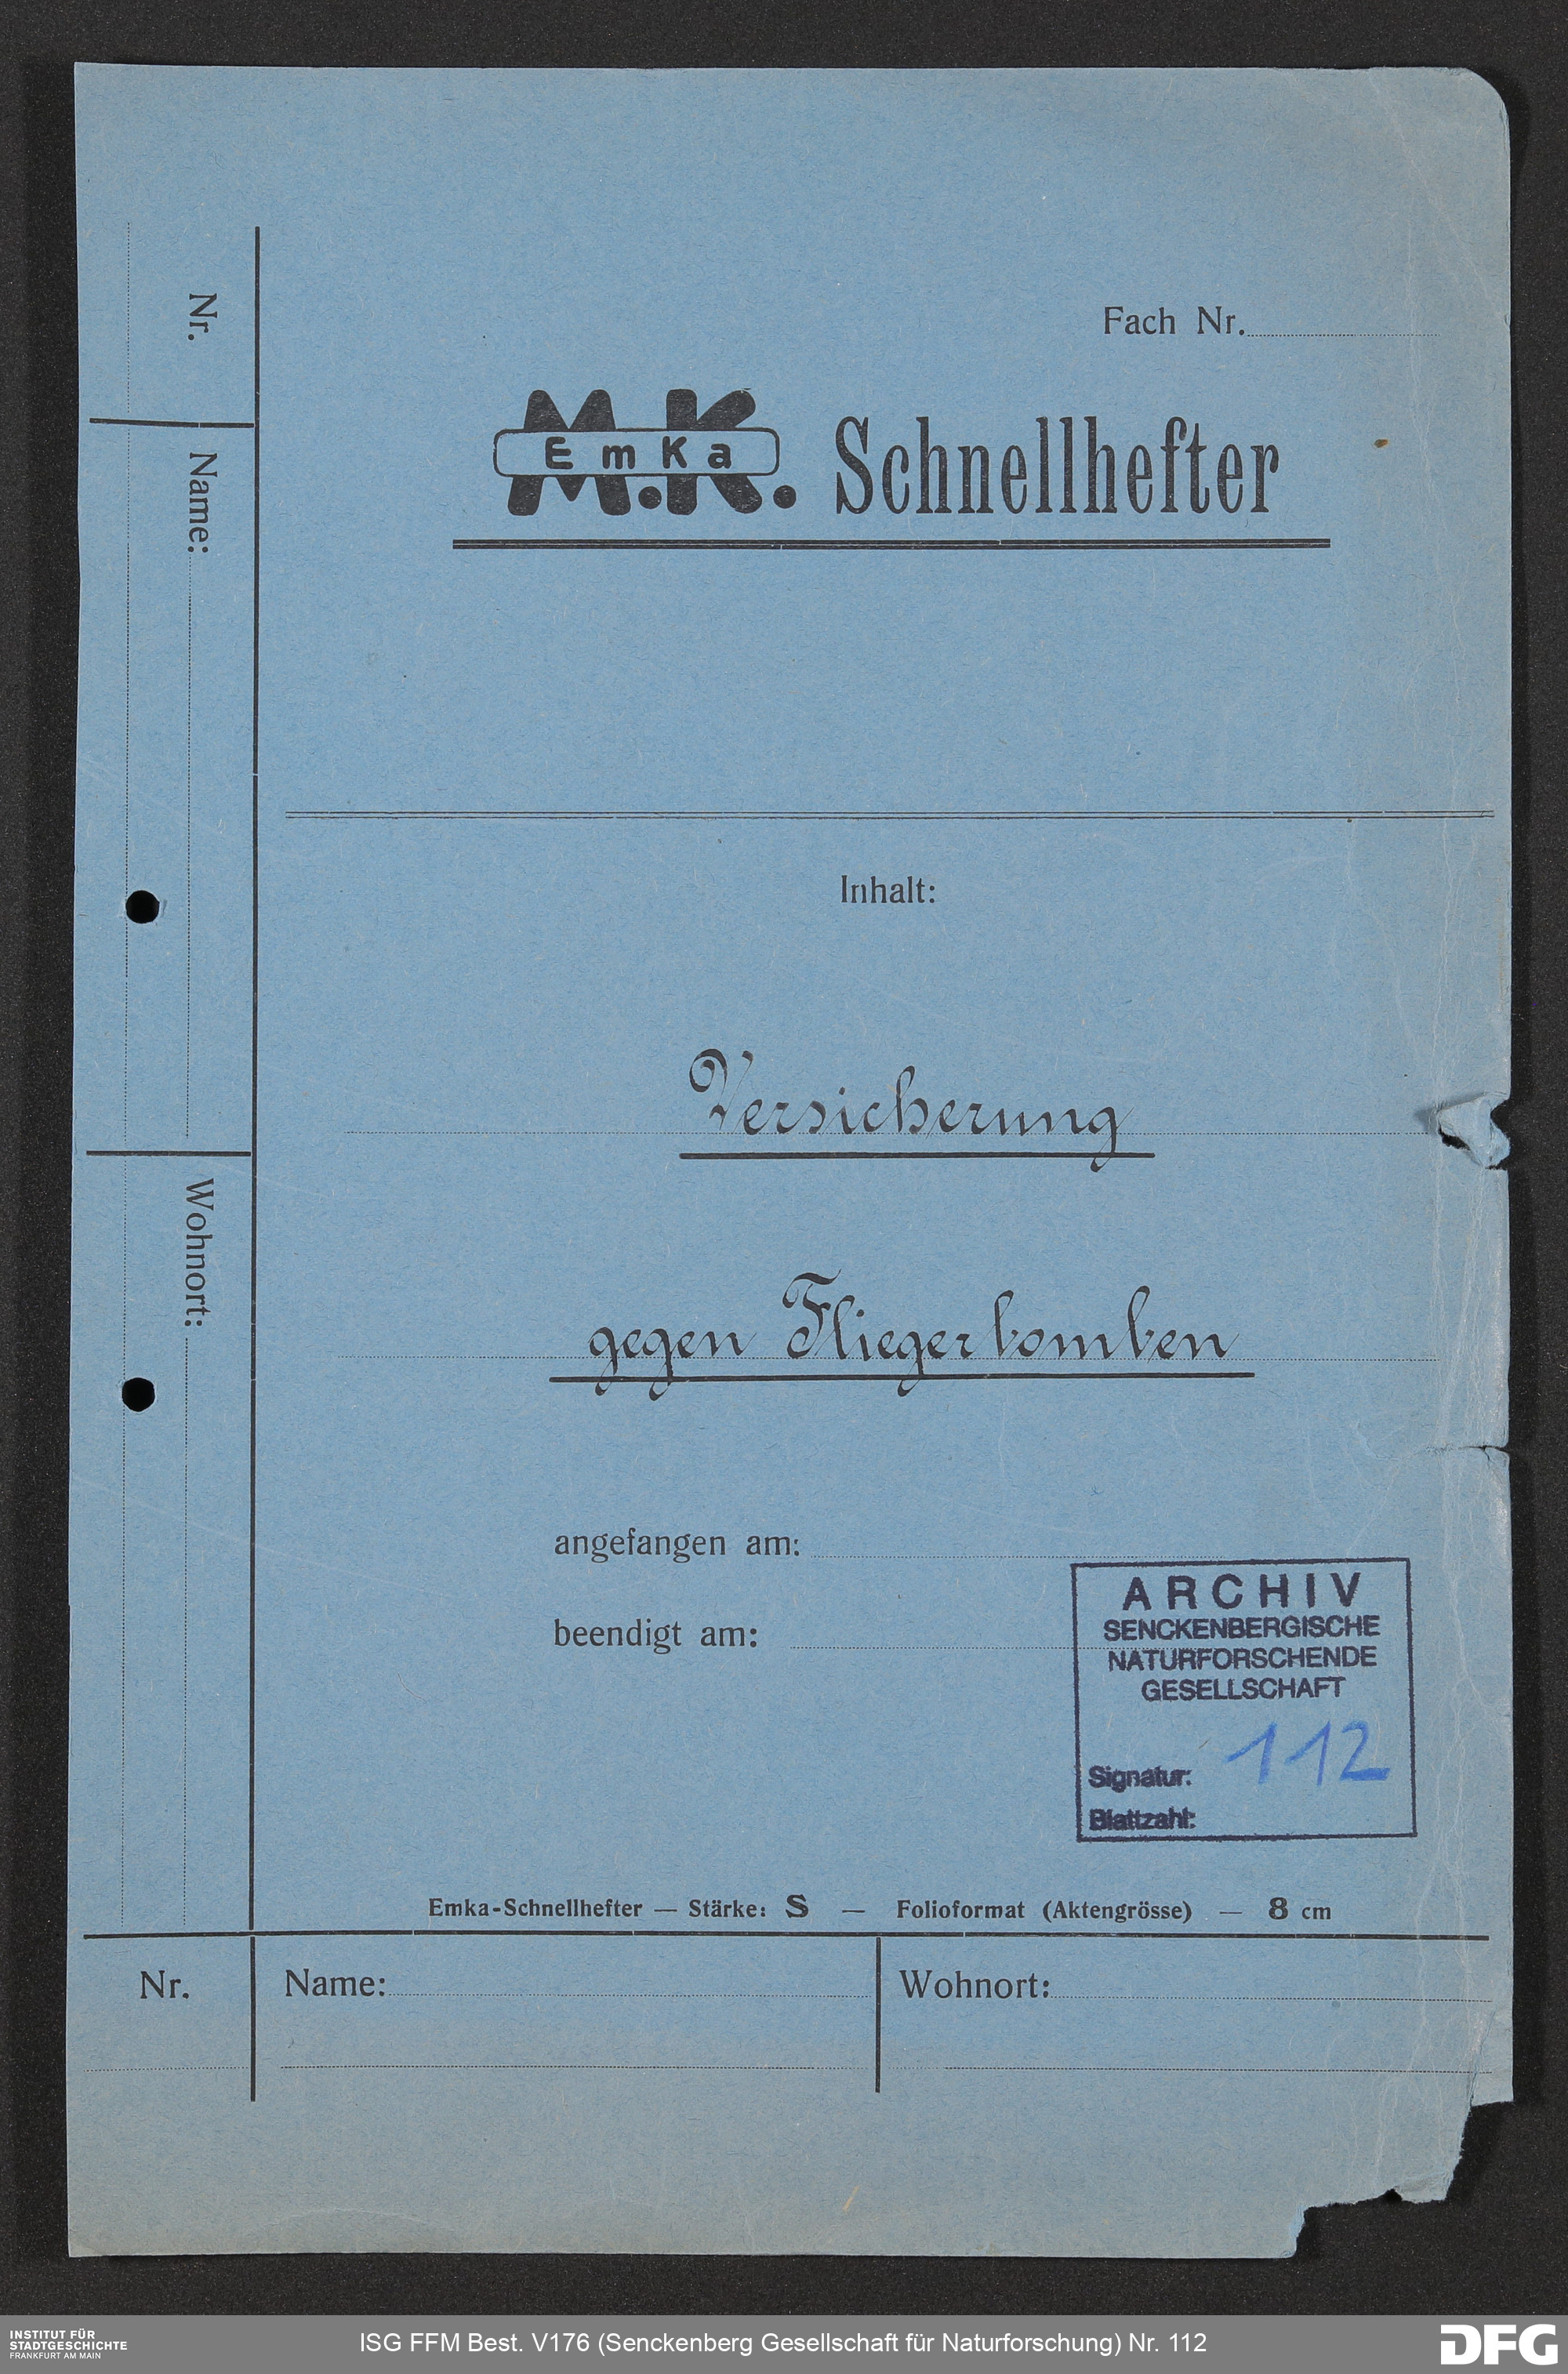 Fach Nr.
M.K.
EmKa
Schnellhefter
Nr.
Name:
Wohnort:
Inhalt:
Versicherung
gegen Fliegerbomben
angefangen am:
beendigt am:
ARCHIV
SENCKENBERGISCHE
NATURFORSCHENDE
GESELLSCHAFT
Signatur: 112
Blattzahl:
Emka-Schnellhefter — Stärke: S — Folioformat (Aktengrösse) — 8 cm
Nr. Name: Wohnort:
INSTITUT FÜR
STADTGESCHICHTE
FRANKFURT AM MAIN
ISG FFM Best. V176 (Senckenberg Gesellschaft für Naturforschung) Nr. 112
DFG